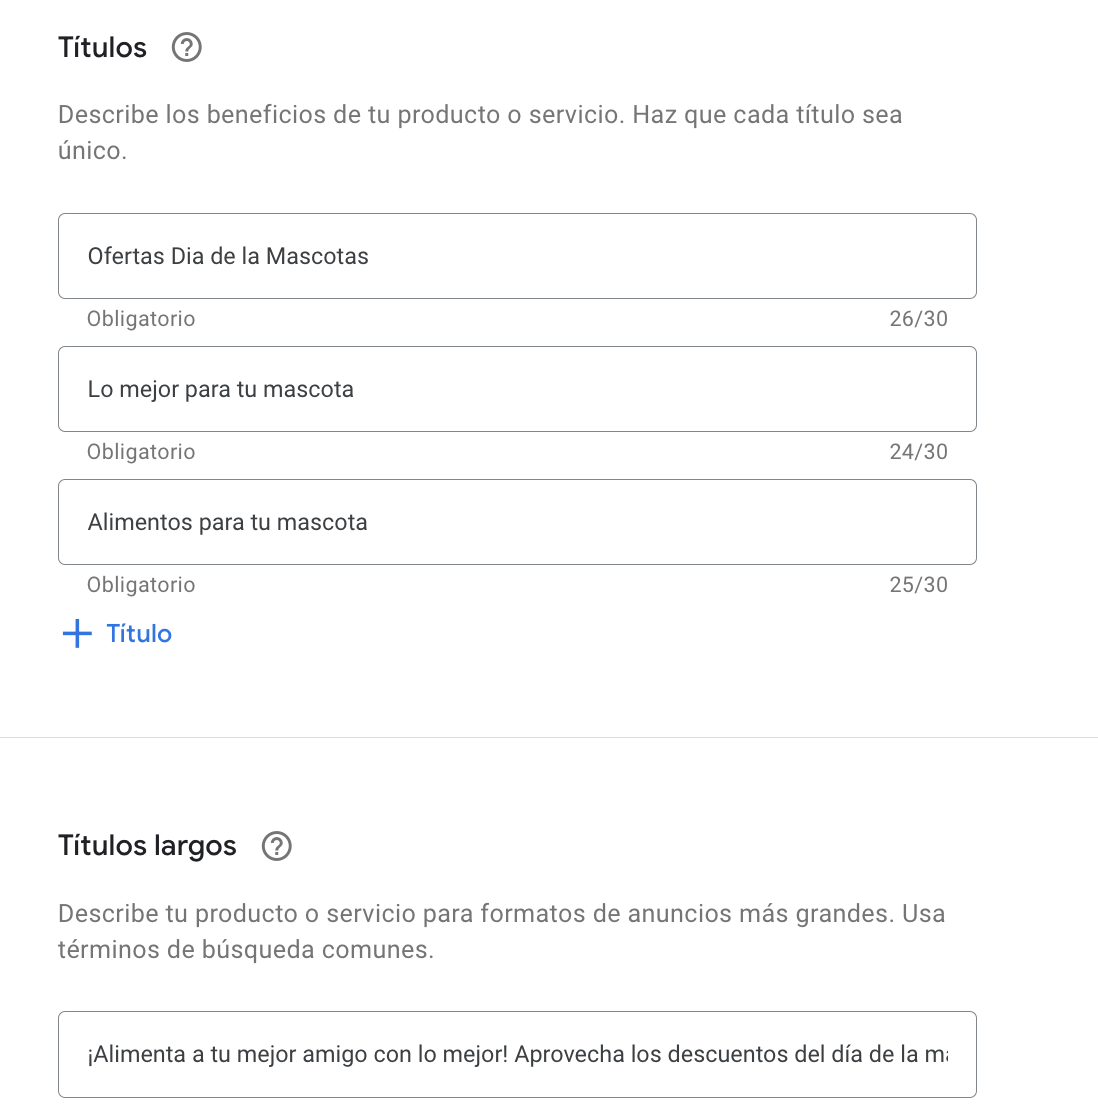 Títulos
Describe los beneficios de tu producto o servicio. Haz que cada título sea
único.
Ofertas Dia de la Mascotas
Obligatorio 26/30
Lo mejor para tu mascota
Obligatorio 24/30
Alimentos para tu mascota
Obligatorio 25/30
+ Título
Títulos largos
Describe tu producto o servicio para formatos de anuncios más grandes. Usa
términos de búsqueda comunes.
¡Alimenta a tu mejor amigo con lo mejor! Aprovecha los descuentos del día de la